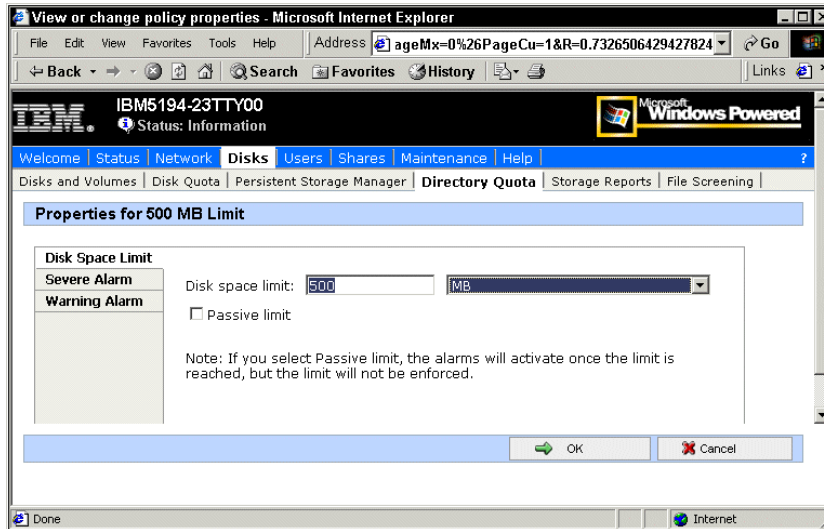 View or change policy properties - Microsoft Internet Explorer
File Edit View Favorites Tools Help Address ageMx=0%26PageCu=1&R=0.7326506429427824 Go
Back Search Favorites History Links
IBM
IBM5194-23TTY00
Status: Information
Microsoft
Windows Powered
Welcome Status Network Disks Users Shares Maintenance Help ?
Disks and Volumes Disk Quota Persistent Storage Manager Directory Quota Storage Reports File Screening
Properties for 500 MB Limit
Disk Space Limit
Severe Alarm
Warning Alarm
Disk space limit: 500 MB
Passive limit
Note: If you select Passive limit, the alarms will activate once the limit is
reached, but the limit will not be enforced.
OK Cancel
Done Internet